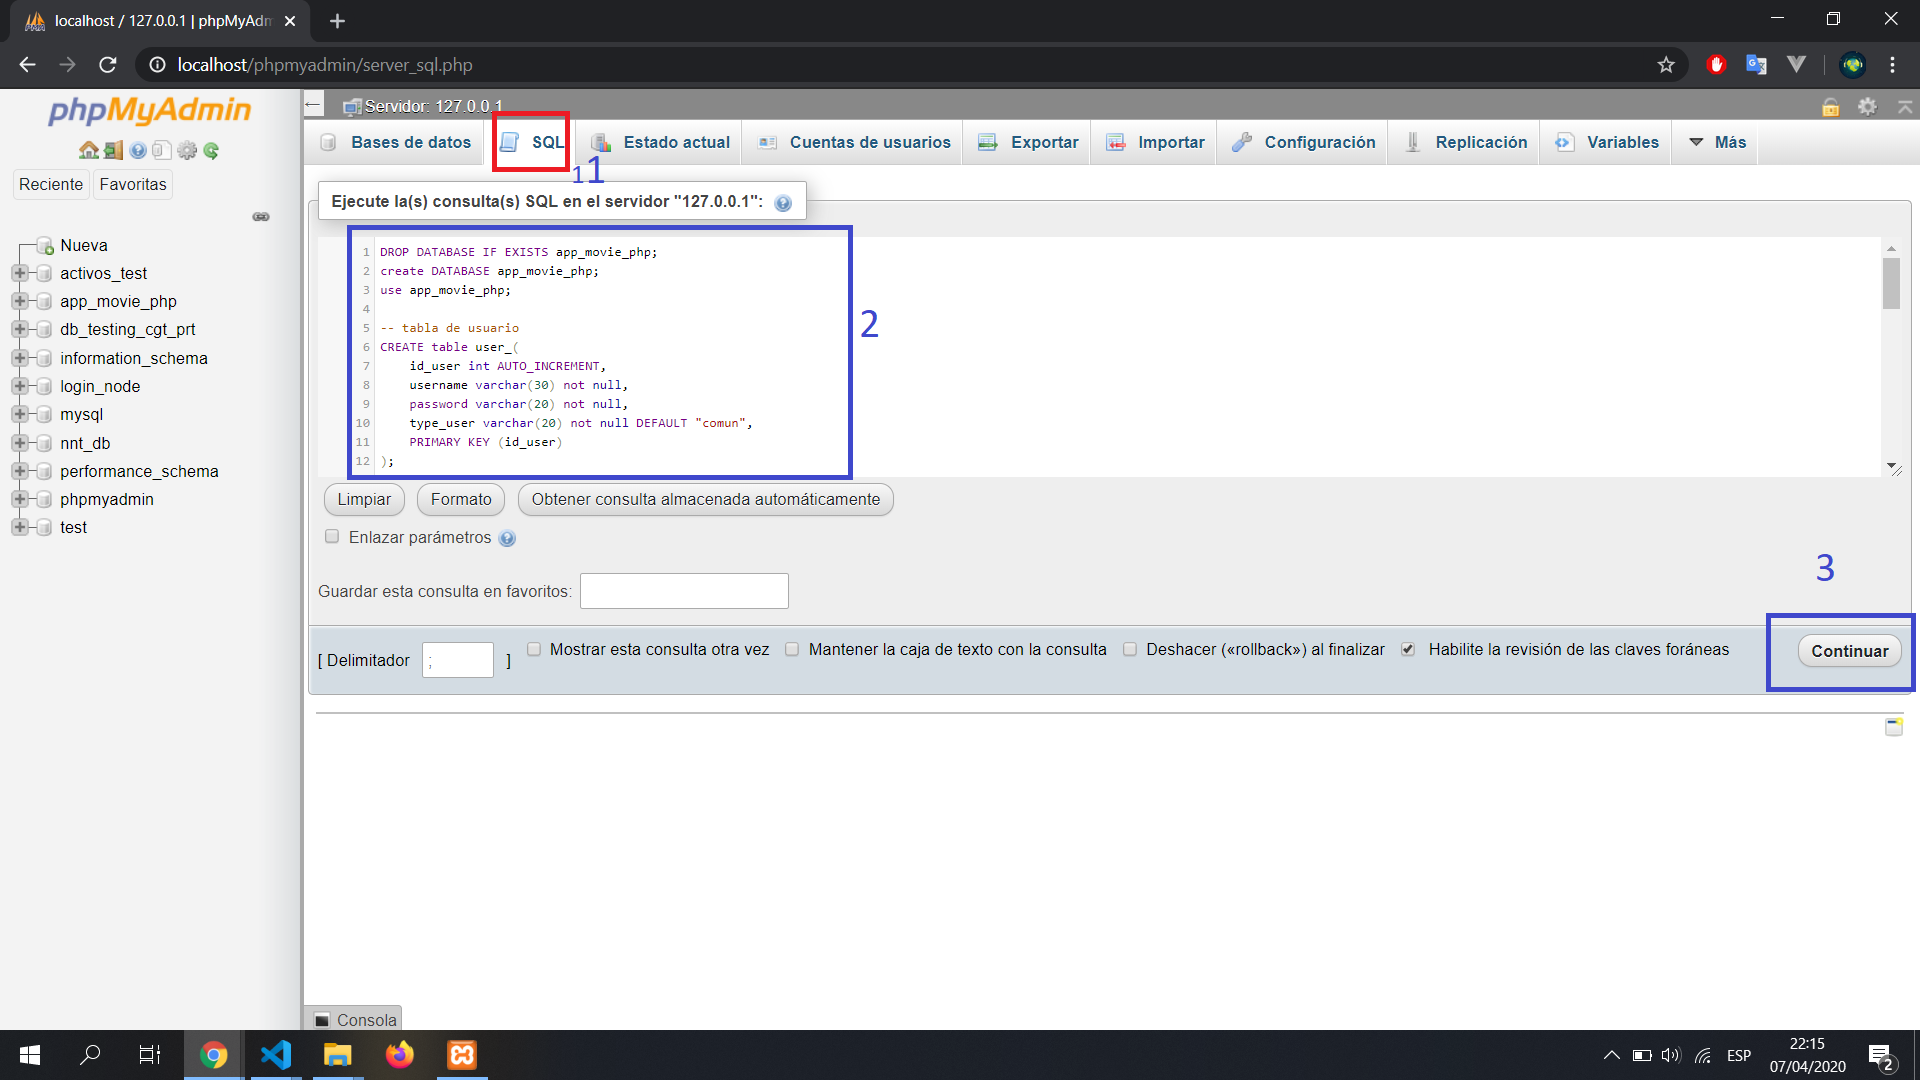 localhost / 127.0.0.1 | phpMyAdm
localhost/phpmyadmin/server_sql.php
phpMyAdmin
Reciente
Favoritas
Nueva
activos_test
app_movie_php
db_testing_cgt_prt
information_schema
login_node
mysql
nnt_db
performance_schema
phpmyadmin
test
Servidor: 127.0.0.1
Bases de datos
SQL
Estado actual
Cuentas de usuarios
Exportar
Importar
Configuración
Replicación
Variables
Más
1 1
Ejecute la(s) consulta(s) SQL en el servidor "127.0.0.1":
1 DROP DATABASE IF EXISTS app_movie_php;
2 create DATABASE app_movie_php;
3 use app_movie_php;
4
5 -- tabla de usuario
6 CREATE table user_(
7 id_user int AUTO_INCREMENT,
8 username varchar(30) not null,
9 password varchar(20) not null,
10 type_user varchar(20) not null DEFAULT "comun",
11 PRIMARY KEY (id_user)
12 );
2
Limpiar
Formato
Obtener consulta almacenada automáticamente
Enlazar parámetros
Guardar esta consulta en favoritos:
3
[ Delimitador ; ]
Mostrar esta consulta otra vez
Mantener la caja de texto con la consulta
Deshacer («rollback») al finalizar
Habilite la revisión de las claves foráneas
Continuar
Consola
ESP
22:15
07/04/2020
2